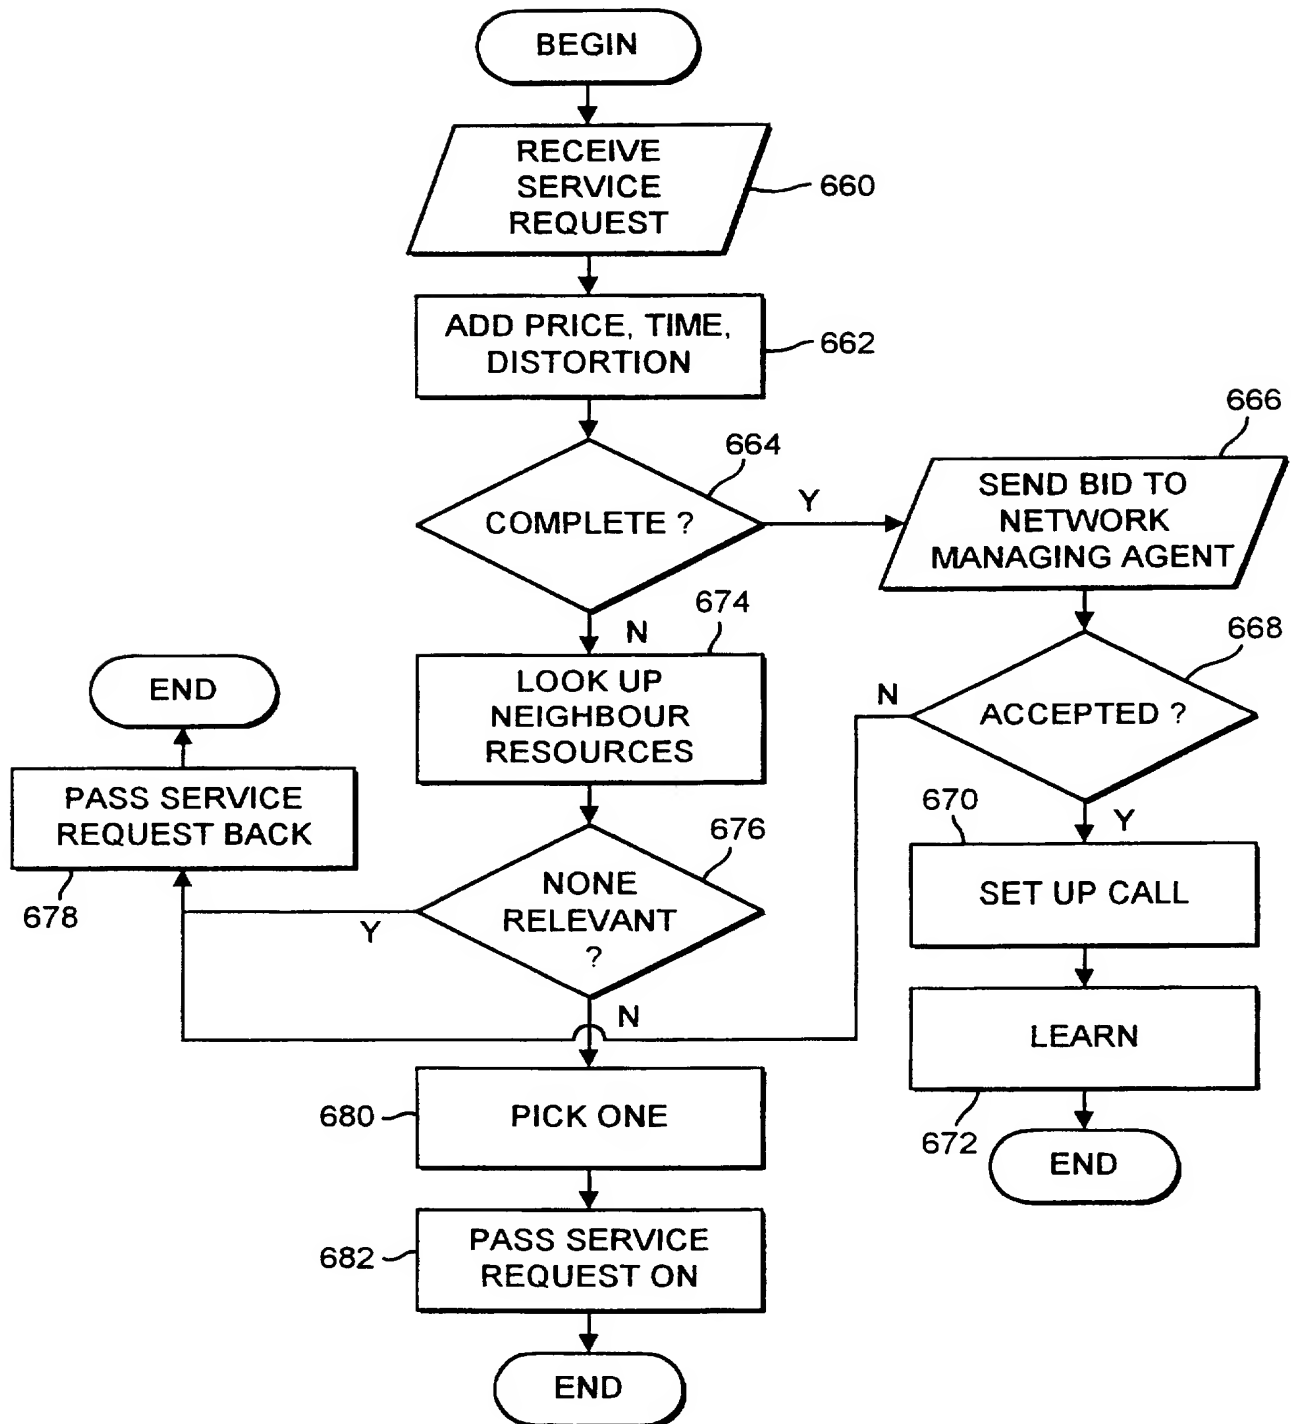 BEGIN
RECEIVE
SERVICE
REQUEST
660
ADD PRICE, TIME,
DISTORTION
662
COMPLETE ?
664
Y
N
SEND BID TO
NETWORK
MANAGING AGENT
666
ACCEPTED ?
668
N
Y
SET UP CALL
670
LEARN
672
END
LOOK UP
NEIGHBOUR
RESOURCES
674
NONE
RELEVANT
?
676
Y
N
PASS SERVICE
REQUEST BACK
678
END
PICK ONE
680
PASS SERVICE
REQUEST ON
682
END